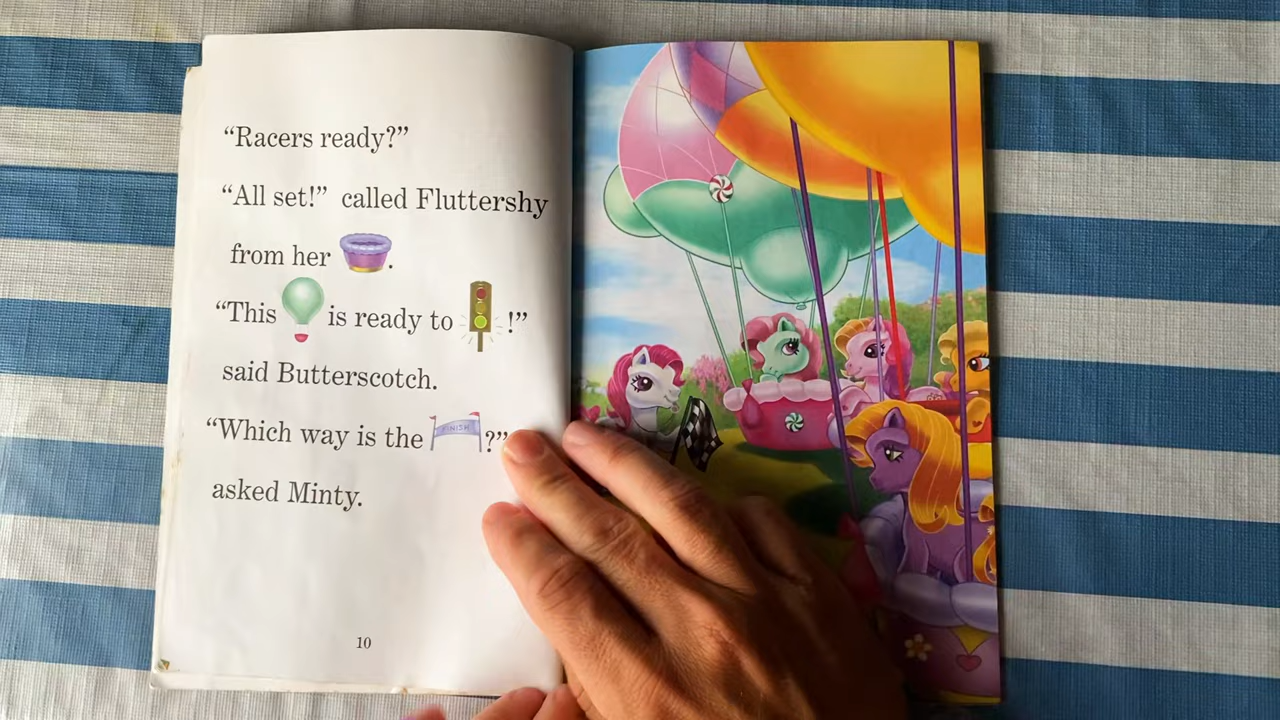 “Racers ready?”
“All set!” called Fluttershy
from her .
“This is ready to !”
said Butterscotch.
“Which way is the FINISH ?”
asked Minty.
10